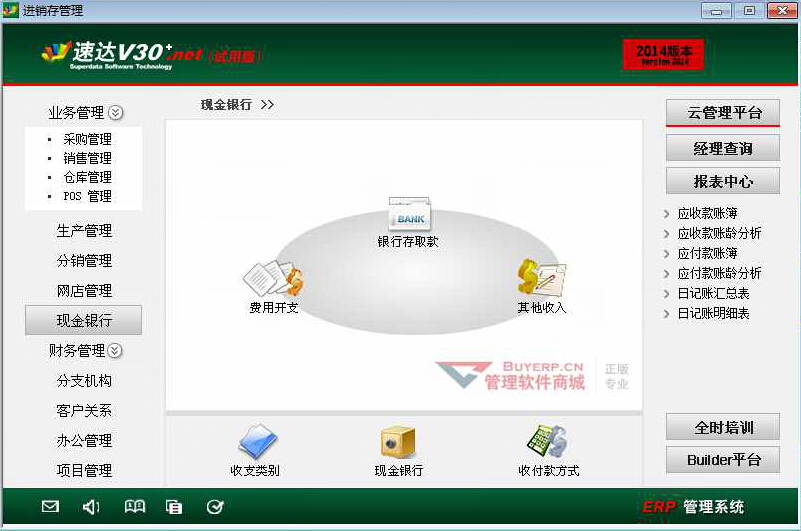 进销存管理
速达V30+.net(试用版)
Superdata Software Technology
2014版本
Version 2014
业务管理
采购管理
销售管理
仓库管理
POS 管理
生产管理
分销管理
网店管理
现金银行
财务管理
分支机构
客户关系
办公管理
项目管理
现金银行 >>
BANK
银行存取款
费用开支
其他收入
BUYERP.CN
管理软件商城
正版
专业
收支类别
现金银行
收付款方式
云管理平台
经理查询
报表中心
应收款账簿
应收款账龄分析
应付款账簿
应付款账龄分析
日记账汇总表
日记账明细表
全时培训
Builder平台
ERP 管理系统